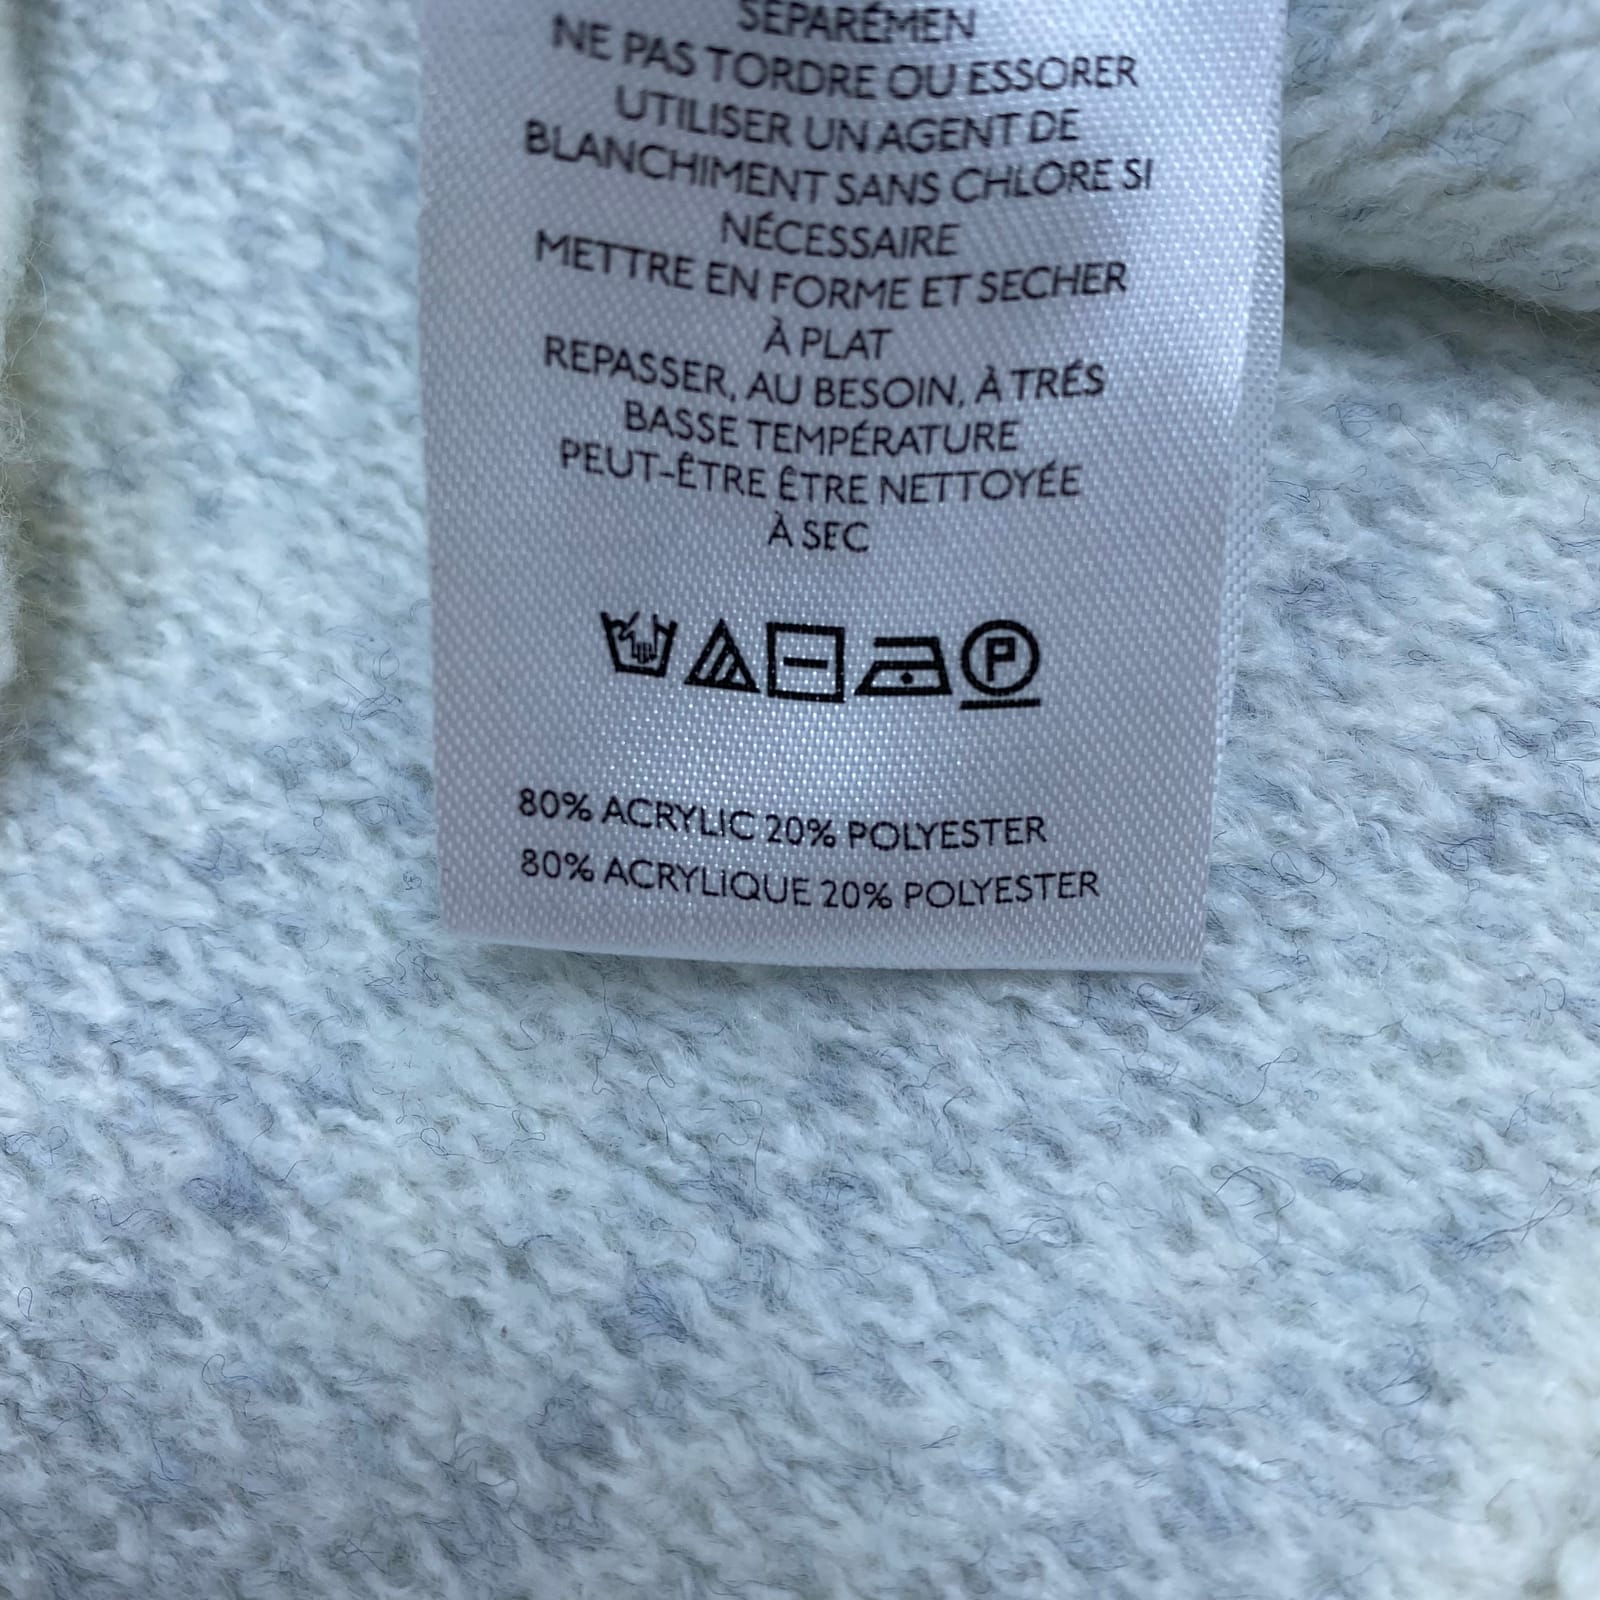 SÉPARÉMEN
NE PAS TORDRE OU ESSORER
UTILISER UN AGENT DE
BLANCHIMENT SANS CHLORE SI
NÉCESSAIRE
METTRE EN FORME ET SECHER
À PLAT
REPASSER, AU BESOIN, À TRÉS
BASSE TEMPÉRATURE
PEUT-ÊTRE ÊTRE NETTOYÉE
À SEC
P
80% ACRYLIC 20% POLYESTER
80% ACRYLIQUE 20% POLYESTER